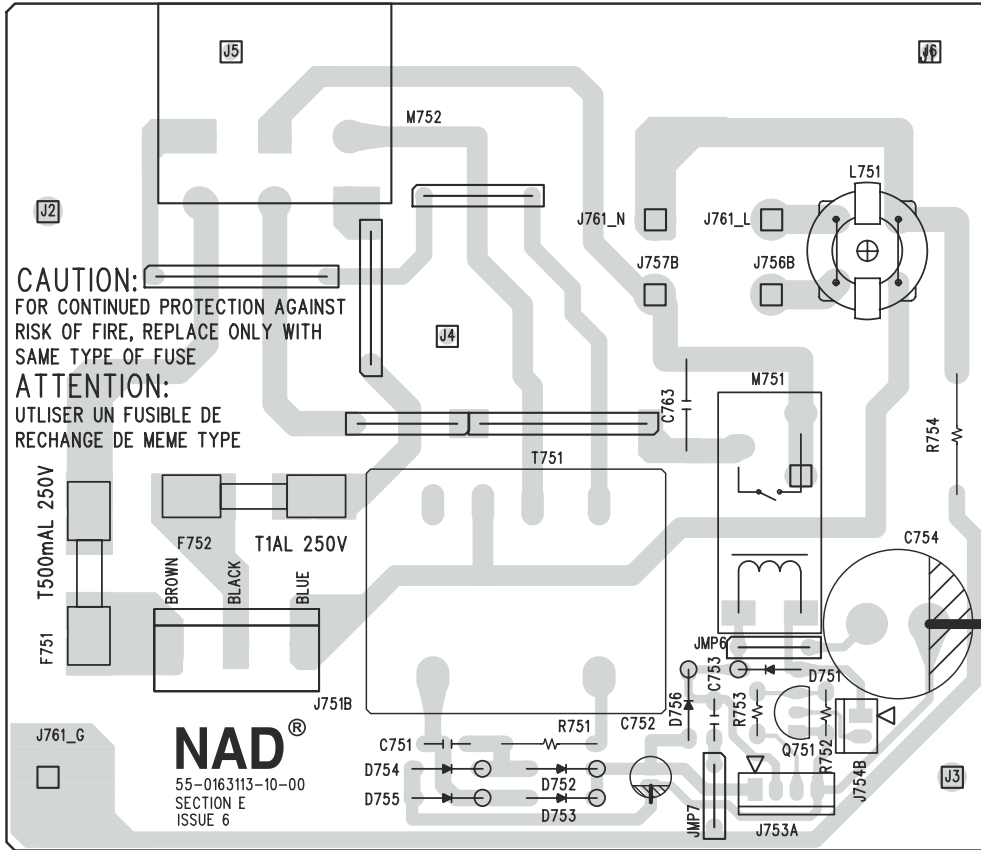 J5
J6
M752
L751
J2
J761_N
J761_L
CAUTION:
J757B
J756B
FOR CONTINUED PROTECTION AGAINST
RISK OF FIRE, REPLACE ONLY WITH
J4
SAME TYPE OF FUSE
ATTENTION:
M751
UTLISER UN FUSIBLE DE
C763
R754
RECHANGE DE MEME TYPE
T751
T500mAL 250V
F752
T1AL 250V
C754
BROWN
BLACK
BLUE
F751
JMP6
C753
D751
J751B
D756
R753
J761_G
NAD®
R751
C752
C751
Q751
R752
J754B
D754
D752
J3
55-0163113-10-00
D755
D753
SECTION E
ISSUE 6
JMP7
J753A